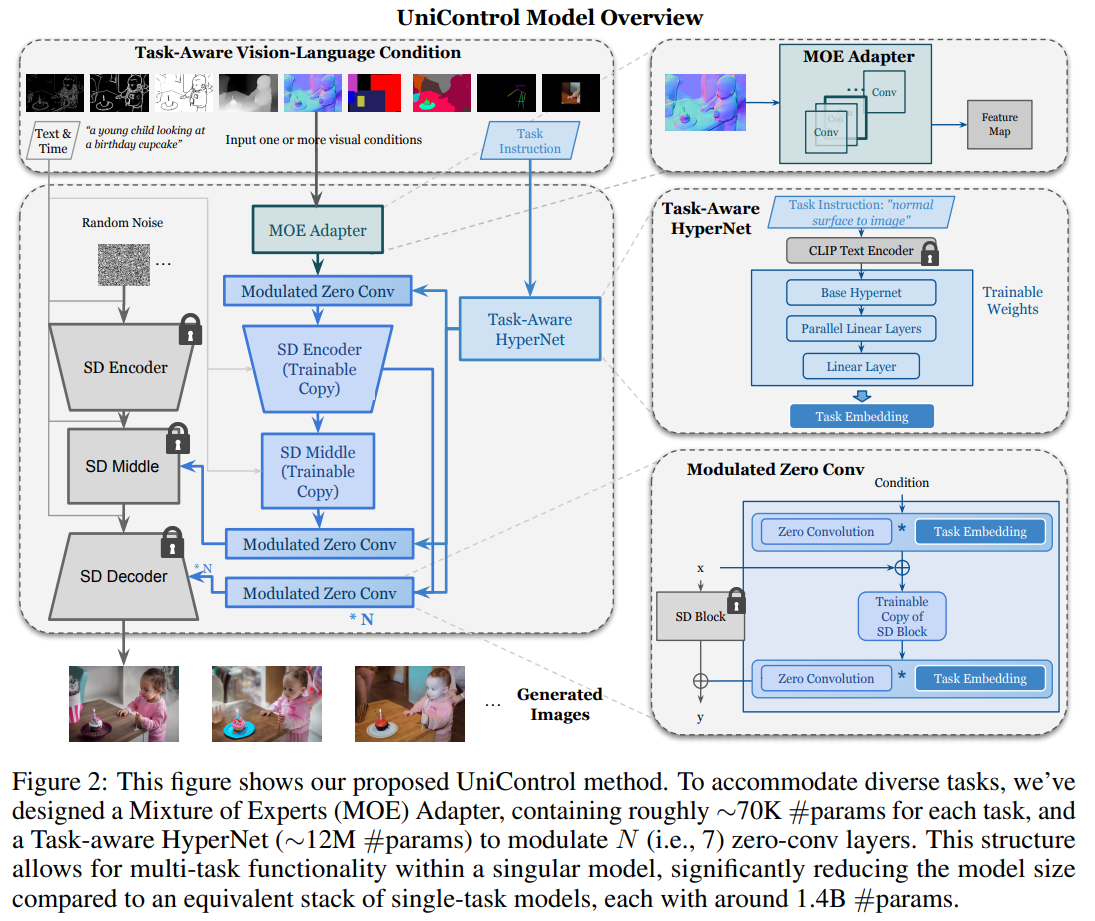 UniControl Model Overview
Task-Aware Vision-Language Condition
Text &
Time
"a young child looking at
a birthday cupcake"
Input one or more visual conditions
Task
Instruction
Random Noise
...
MOE Adapter
Modulated Zero Conv
SD Encoder
SD Encoder
(Trainable
Copy)
Task-Aware
HyperNet
SD Middle
SD Middle
(Trainable
Copy)
Modulated Zero Conv
SD Decoder
* N
Modulated Zero Conv
* N
... Generated
Images
MOE Adapter
... Conv
Con
Conv
Feature
Map
Task-Aware
HyperNet
Task Instruction: "normal
surface to image"
CLIP Text Encoder
Base Hypernet
Parallel Linear Layers
Linear Layer
Trainable
Weights
Task Embedding
Modulated Zero Conv
Condition
Zero Convolution * Task Embedding
x
SD Block
Trainable
Copy of
SD Block
Zero Convolution * Task Embedding
y
Figure 2: This figure shows our proposed UniControl method. To accommodate diverse tasks, we've
designed a Mixture of Experts (MOE) Adapter, containing roughly ∼70K #params for each task, and
a Task-aware HyperNet (∼12M #params) to modulate N (i.e., 7) zero-conv layers. This structure
allows for multi-task functionality within a singular model, significantly reducing the model size
compared to an equivalent stack of single-task models, each with around 1.4B #params.